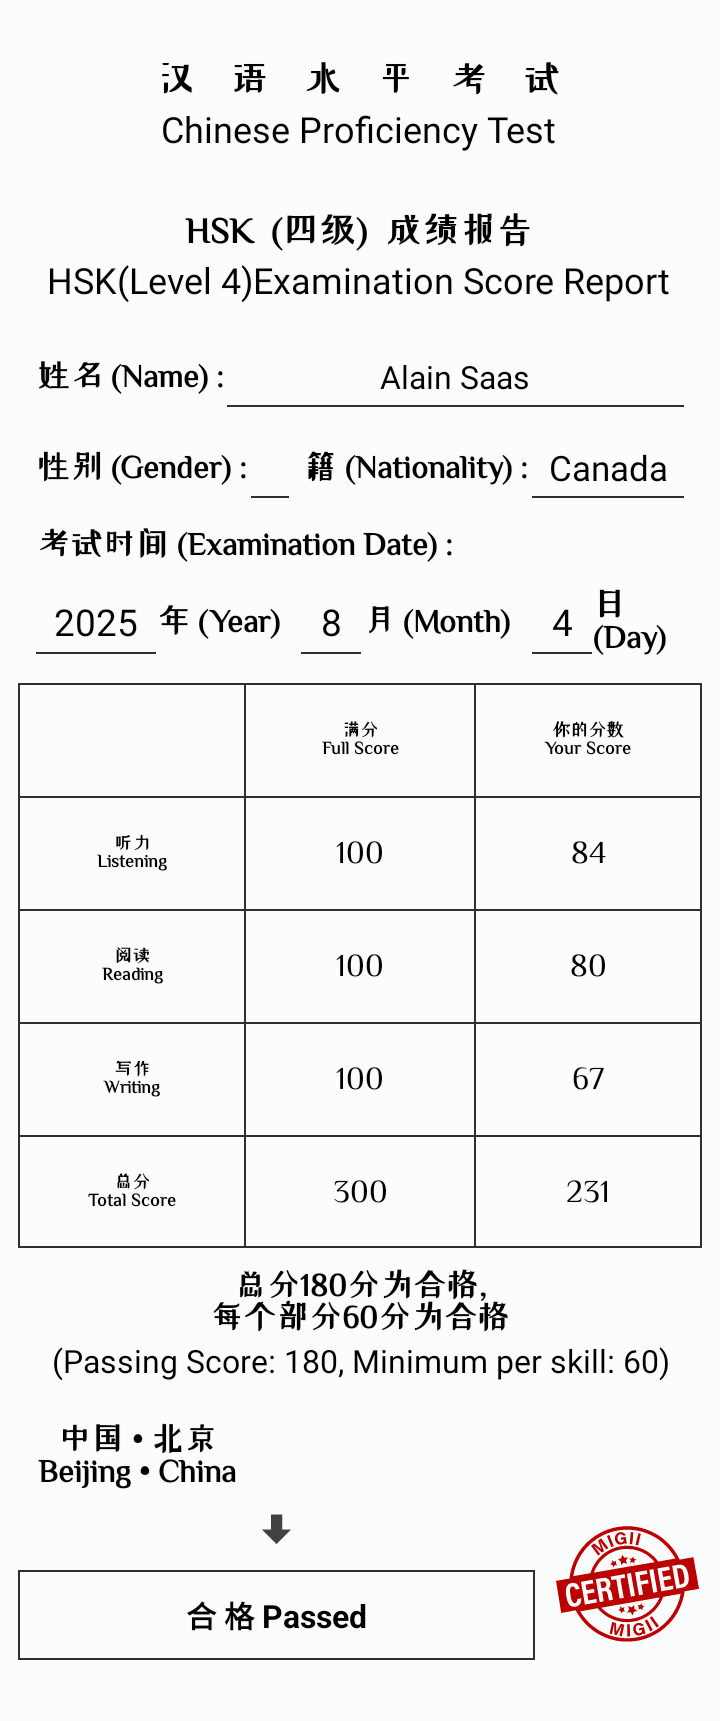 汉语水平考试
Chinese Proficiency Test
HSK (四级) 成绩报告
HSK(Level 4)Examination Score Report
姓名 (Name) : Alain Saas
性别 (Gender) : 籍 (Nationality) : Canada
考试时间 (Examination Date) :
2025 年 (Year) 8 月 (Month) 4 日 (Day)
满分 你的分數
Full Score Your Score
听力
Listening 100 84
阅读
Reading 100 80
写作
Writing 100 67
总分
Total Score 300 231
总分180分为合格,
每个部分60分为合格
(Passing Score: 180, Minimum per skill: 60)
中国 • 北京
Beijing • China
合格 Passed
MIGII
CERTIFIED
MIGII